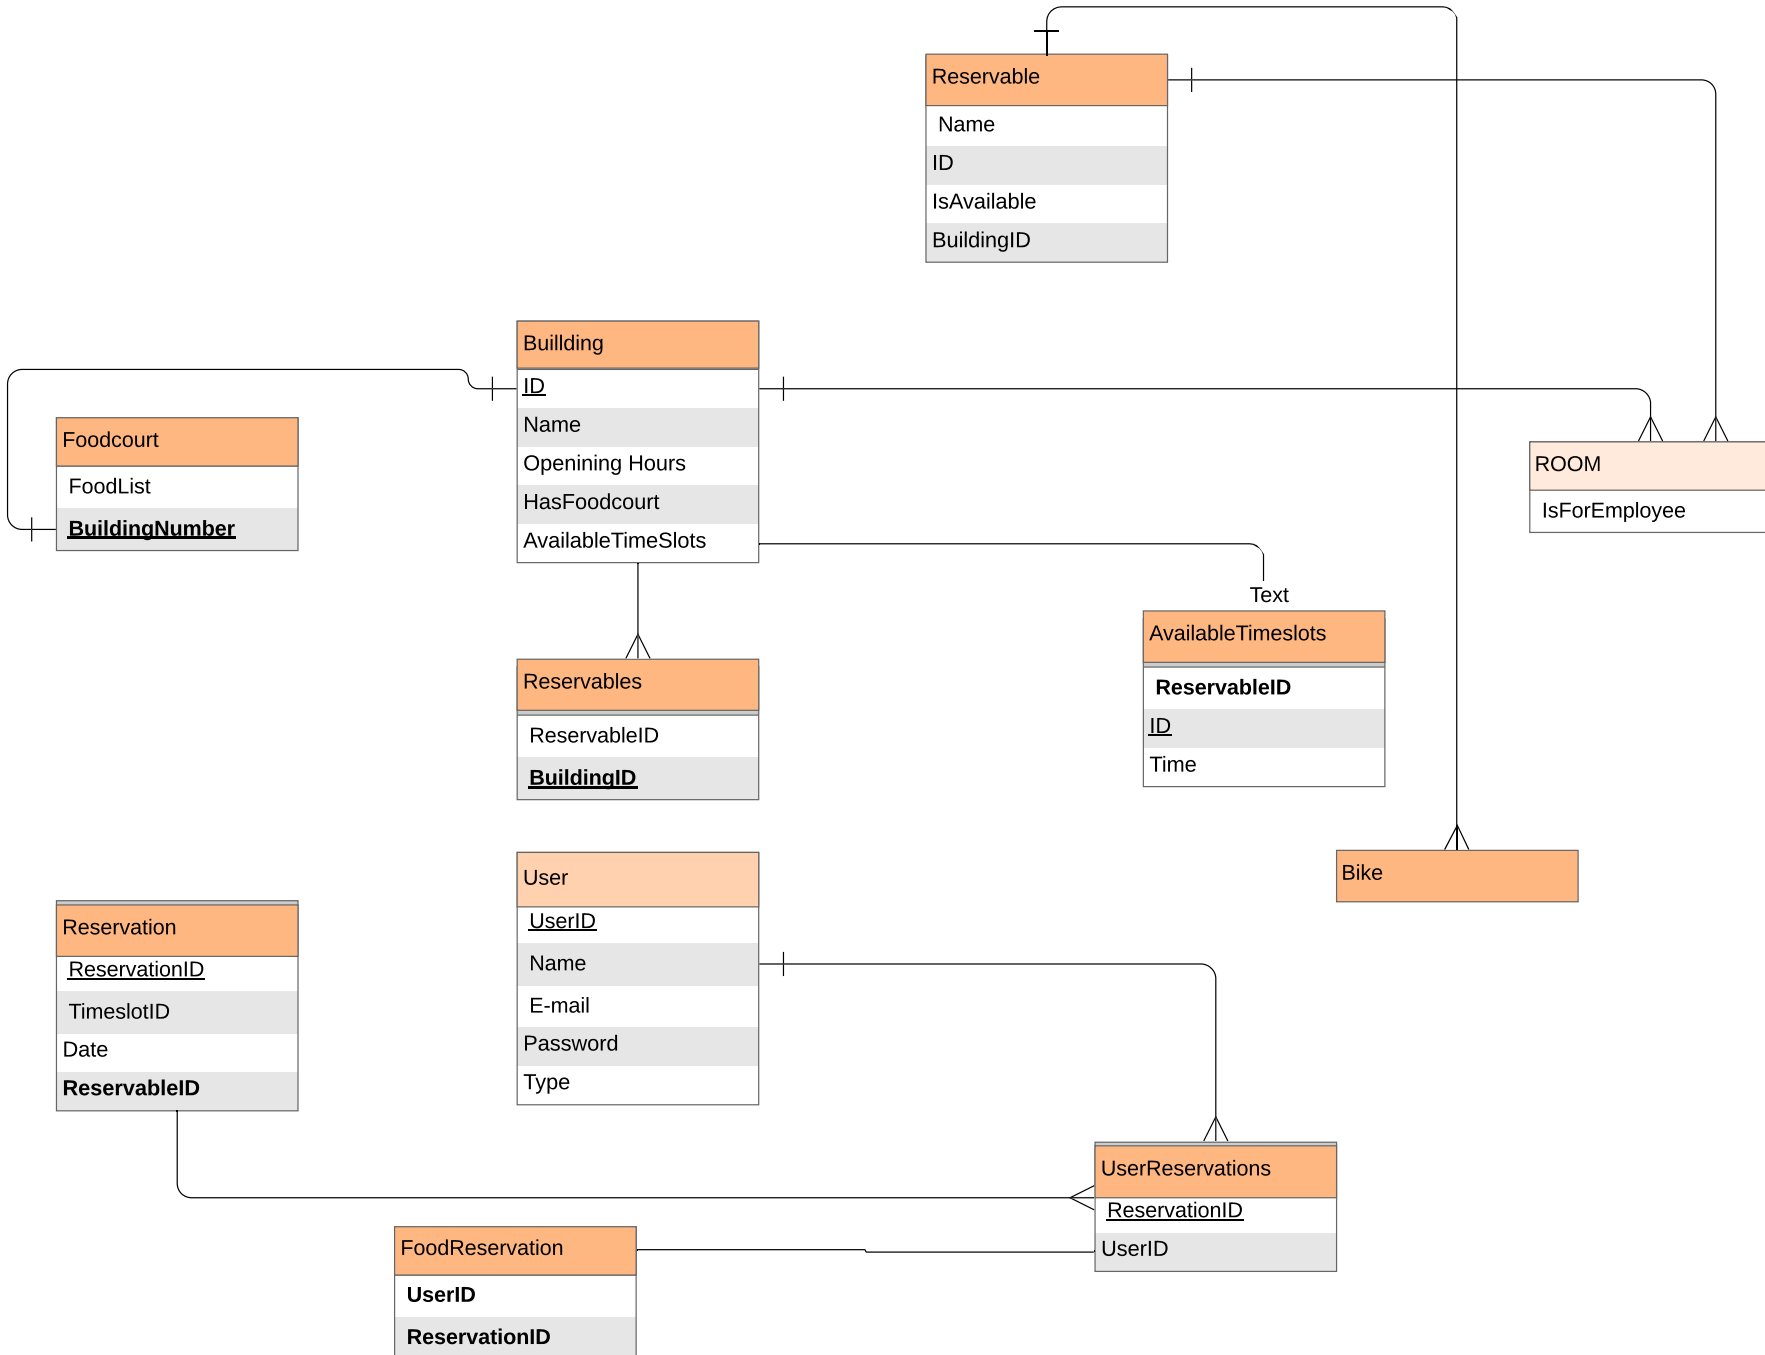 Reservable
Name
ID
IsAvailable
BuildingID
Buillding
ID
Name
Openining Hours
HasFoodcourt
AvailableTimeSlots
Foodcourt
FoodList
BuildingNumber
ROOM
IsForEmployee
Text
AvailableTimeslots
ReservableID
ID
Time
Reservables
ReservableID
BuildingID
Bike
User
UserID
Name
E-mail
Password
Type
Reservation
ReservationID
TimeslotID
Date
ReservableID
UserReservations
ReservationID
UserID
FoodReservation
UserID
ReservationID